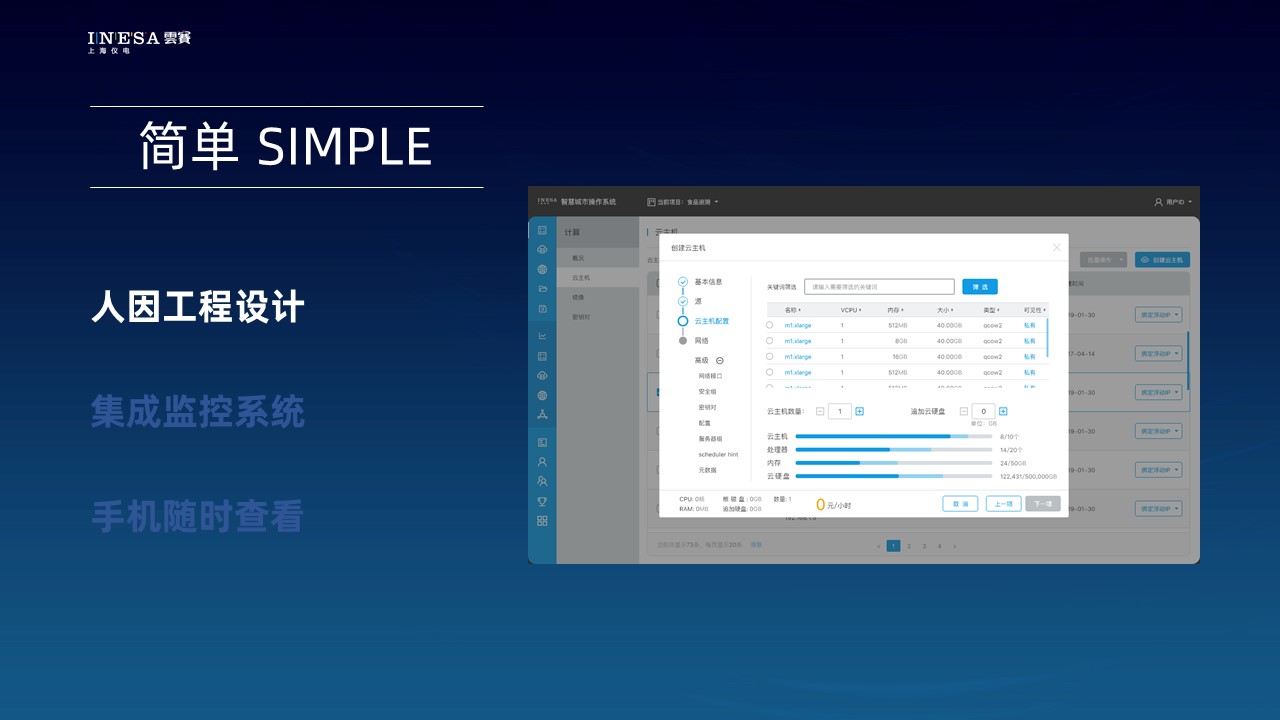 INESA 雲賽
上海仪电
简单 SIMPLE
人因工程设计
集成监控系统
手机随时查看
INESA 智慧城市操作系统
当前项目：食品追溯
用户ID
计算
概况
云主机
镜像
密钥对
云主机
批量操作
创建云主机
创建云主机
基本信息
源
云主机配置
网络
高级
网络接口
安全组
密钥对
配置
服务器组
scheduler hint
元数据
关键词筛选 请输入需要筛选的关键词 筛 选
名称 VCPU 内存 大小 类型 可见性
m1.xlarge 1 512MB 40.00GB qcow2 私有
m1.xlarge 1 8GB 40.00GB qcow2 私有
m1.xlarge 1 16GB 40.00GB qcow2 私有
m1.xlarge 1 512MB 40.00GB qcow2 私有
云主机数量: 1 追加云硬盘 0
单位：GB
云主机 8/10个
处理器 14/20个
内存 24/50GB
云硬盘 122,431/500,000GB
CPU: 0核 根 磁 盘 : 0GB 数量: 1
RAM: 0MB 追加硬盘: 0GB
0元/小时
取 消 上一项 下一项
9-01-30 绑定浮动IP
7-04-14 绑定浮动IP
9-01-30 绑定浮动IP
9-01-30 绑定浮动IP
9-01-30 绑定浮动IP
9-01-30 绑定浮动IP
1 2 3 4